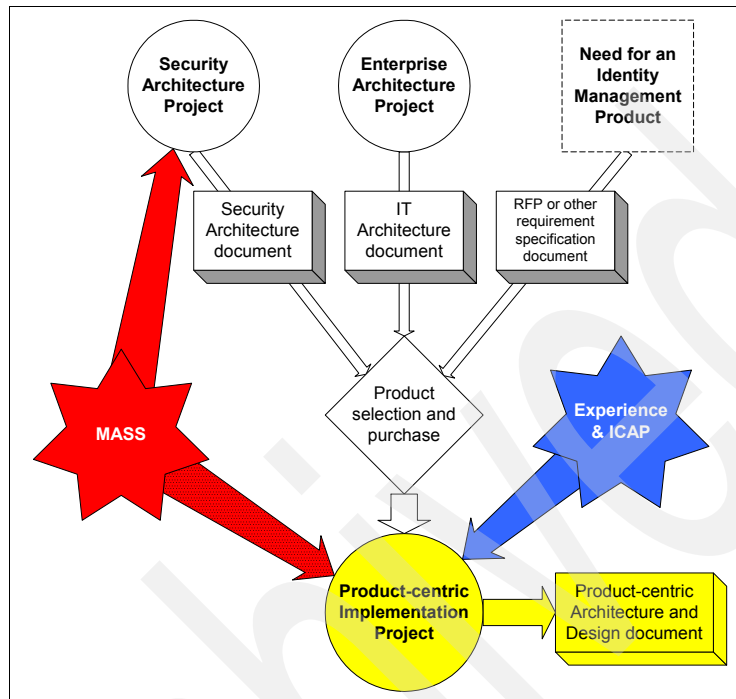 Security
Architecture
Project
Enterprise
Architecture
Project
Need for an
Identity
Management
Product
Security
Architecture
document
IT
Architecture
document
RFP or other
requirement
specification
document
Product
selection and
purchase
MASS
Experience
& ICAP
Product-centric
Implementation
Project
Product-centric
Architecture and
Design document